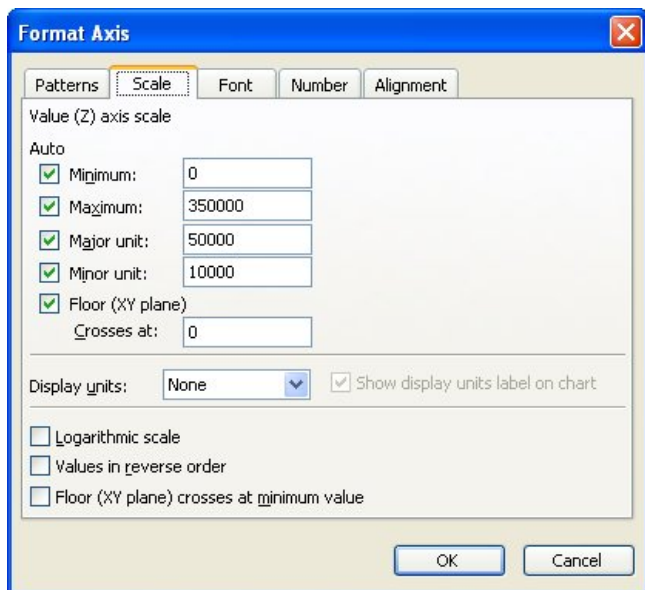 Format Axis
Patterns Scale Font Number Alignment
Value (Z) axis scale
Auto
Minimum: 0
Maximum: 350000
Major unit: 50000
Minor unit: 10000
Floor (XY plane)
Crosses at: 0
Display units: None Show display units label on chart
Logarithmic scale
Values in reverse order
Floor (XY plane) crosses at minimum value
OK Cancel